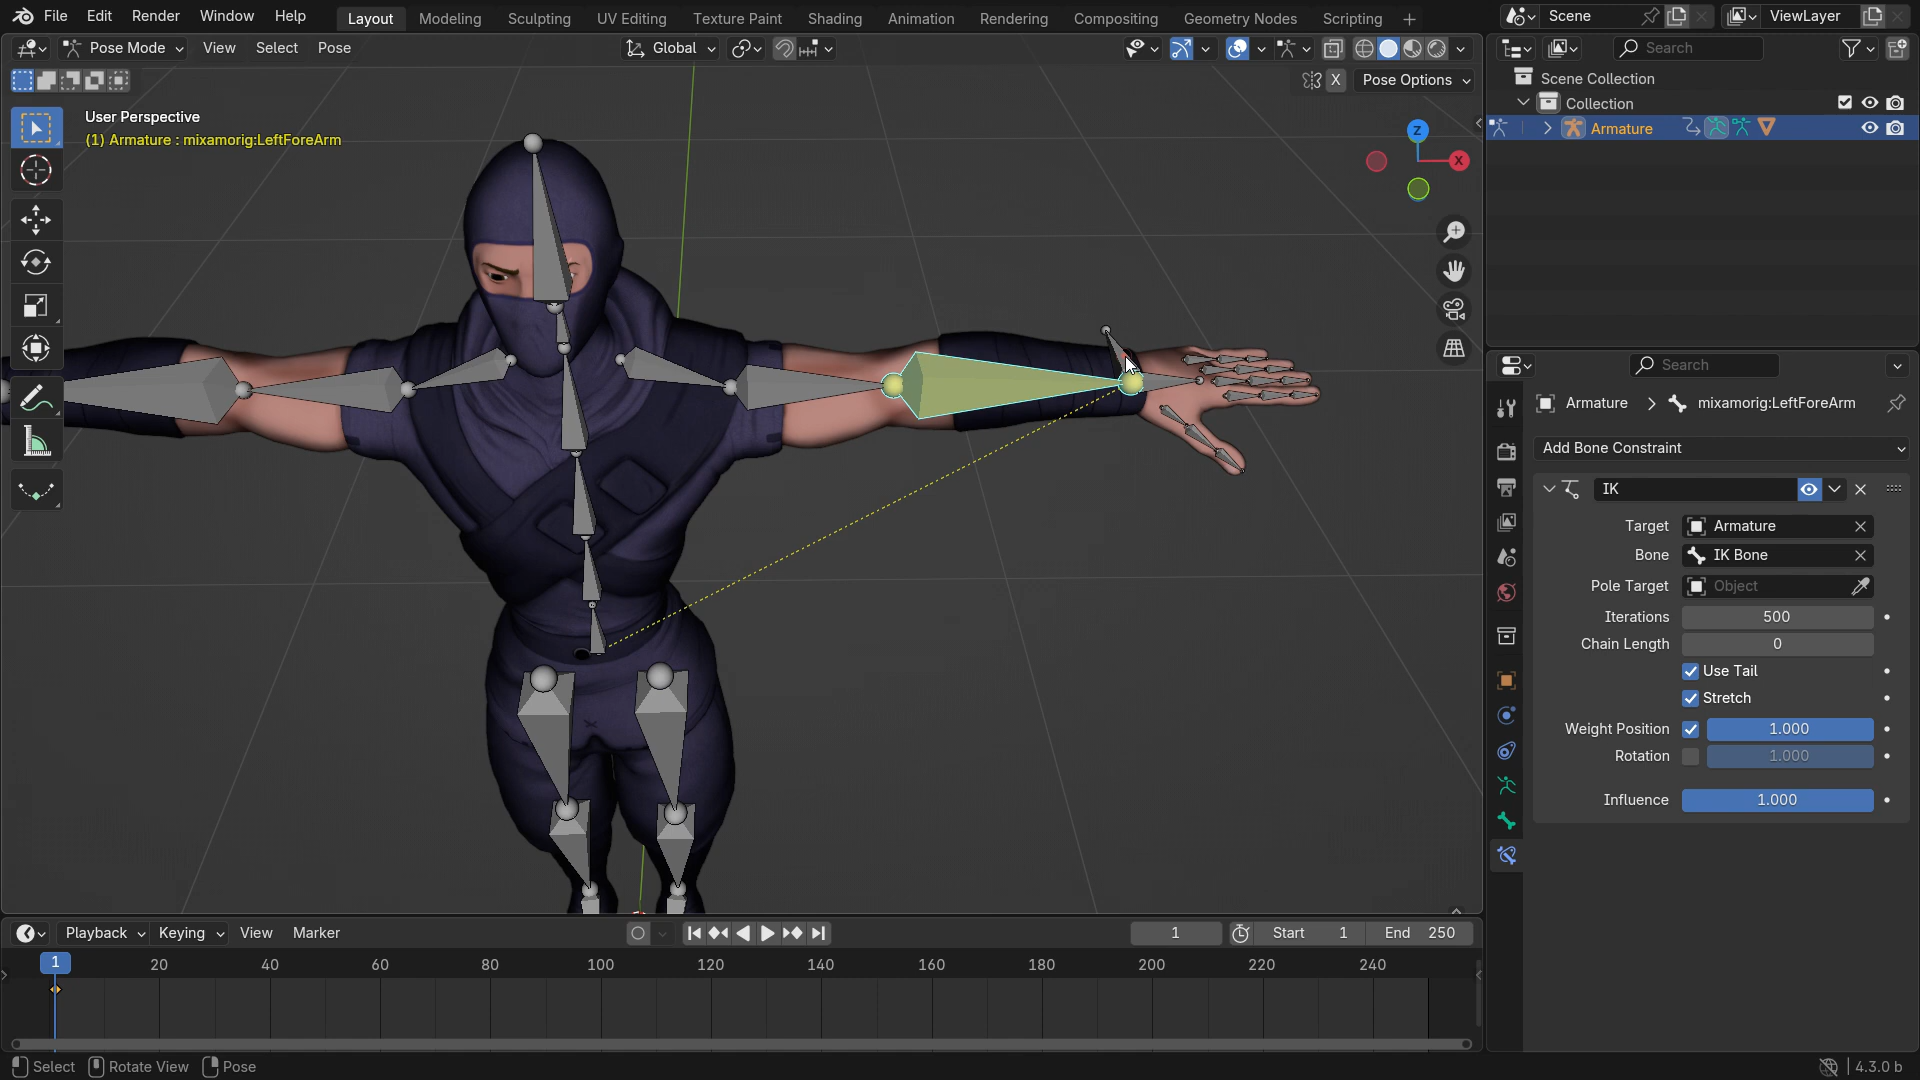 File Edit Render Window Help
Layout Modeling Sculpting UV Editing Texture Paint Shading Animation Rendering Compositing Geometry Nodes Scripting
Scene ViewLayer
Pose Mode View Select Pose
Global
Search
X Pose Options
Scene Collection
Collection
Armature
User Perspective
(1) Armature : mixamorig:LeftForeArm
Z
X
Search
Armature mixamorig:LeftForeArm
Add Bone Constraint
IK
Target Armature
Bone IK Bone
Pole Target Object
Iterations 500
Chain Length 0
Use Tail
Stretch
Weight Position 1.000
Rotation 1.000
Influence 1.000
Playback Keying View Marker
1 Start 1 End 250
1 20 40 60 80 100 120 140 160 180 200 220 240
Select Rotate View Pose
4.3.0 b